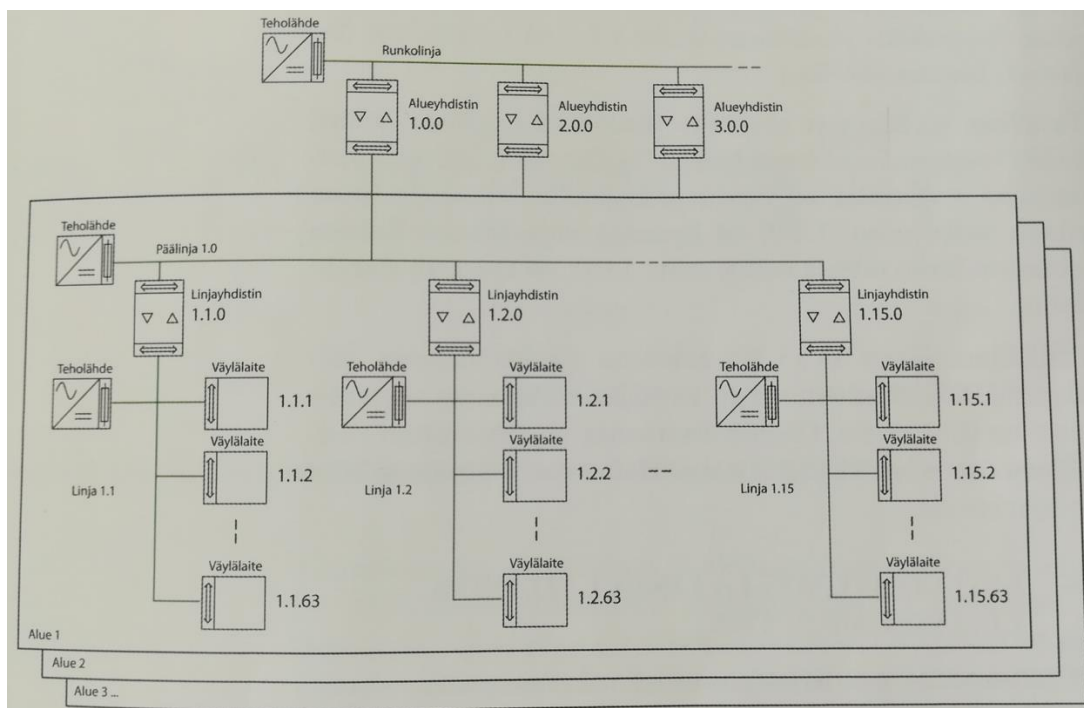 Teholähde
Runkolinja
Alueyhdistin
1.0.0
Alueyhdistin
2.0.0
Alueyhdistin
3.0.0
Teholähde
Päälinja 1.0
Linjayhdistin
1.1.0
Linjayhdistin
1.2.0
Linjayhdistin
1.15.0
Teholähde
Väylälaite
1.1.1
Väylälaite
1.1.2
Linja 1.1
Väylälaite
1.1.63
Teholähde
Väylälaite
1.2.1
Väylälaite
1.2.2
Linja 1.2
Väylälaite
1.2.63
Teholähde
Väylälaite
1.15.1
Väylälaite
1.15.2
Linja 1.15
Väylälaite
1.15.63
Alue 1
Alue 2
Alue 3 ...